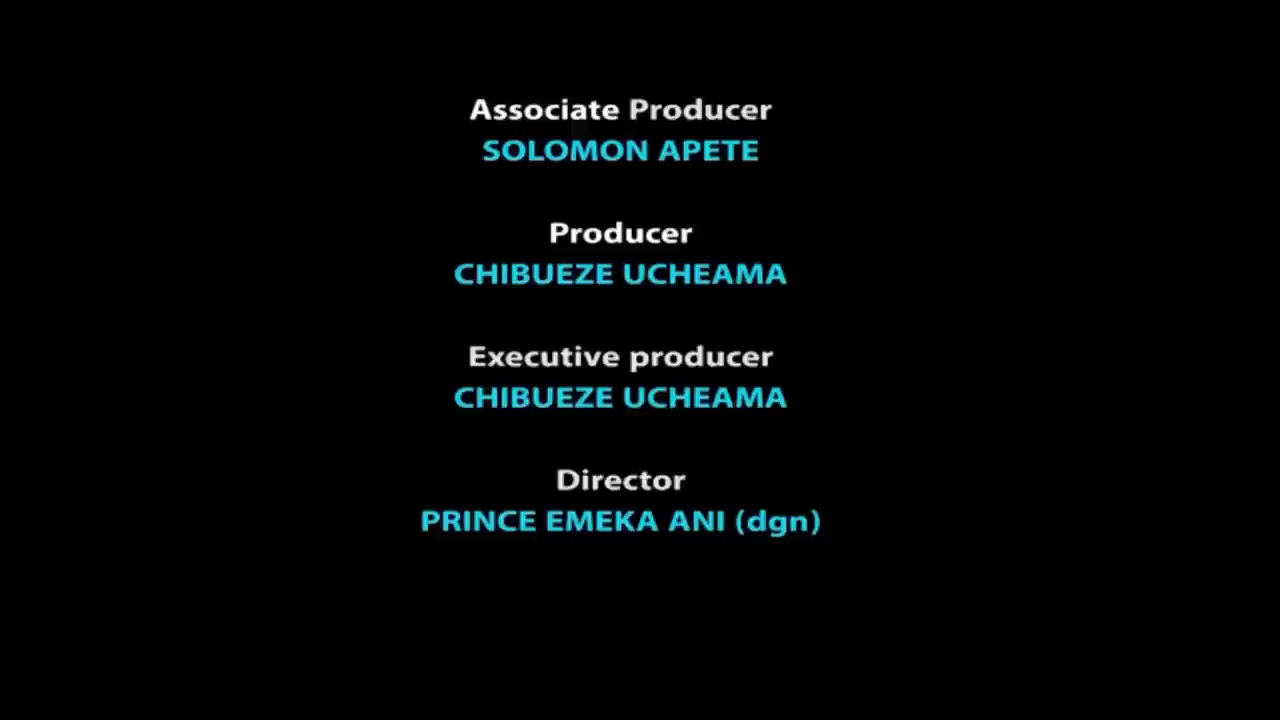 Associate Producer
SOLOMON APETE
Producer
CHIBUEZE UCHEAMA
Executive producer
CHIBUEZE UCHEAMA
Director
PRINCE EMEKA ANI (dgn)